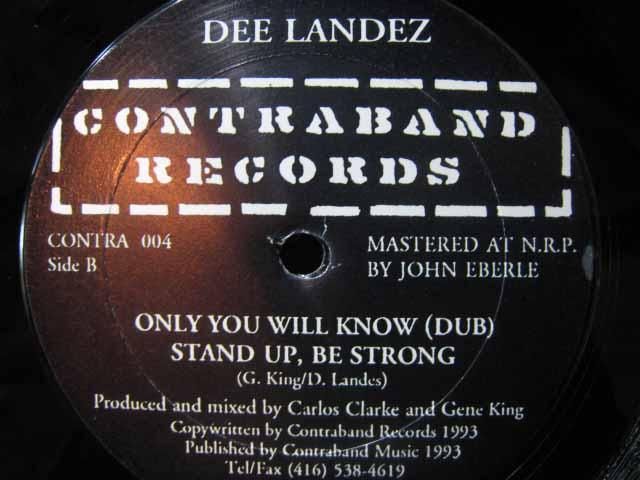 DEE LANDEZ
CONTRABAND
RECORDS
CONTRA 004
Side B
MASTERED AT N.R.P.
BY JOHN EBERLE
ONLY YOU WILL KNOW (DUB)
STAND UP, BE STRONG
(G. King/D. Landes)
Produced and mixed by Carlos Clarke and Gene King
Copywritten by Contraband Records 1993
Published by Contraband Music 1993
Tel/Fax (416) 538-4619